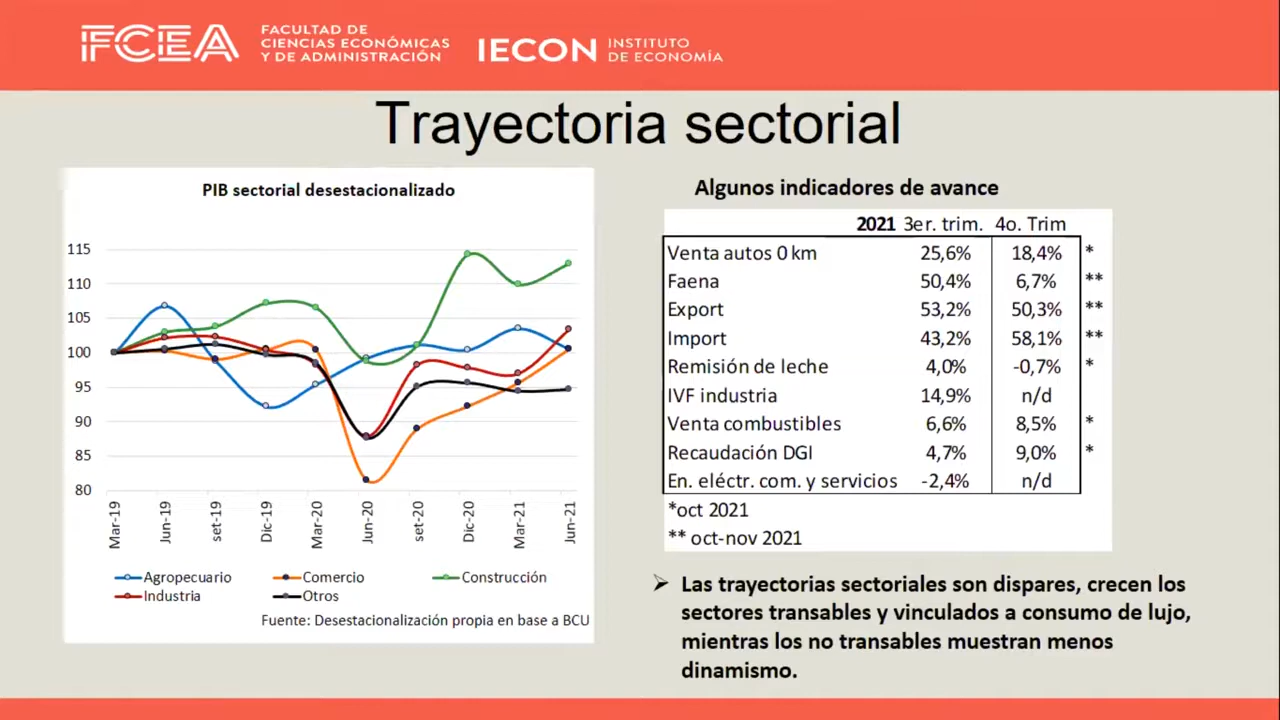 FCEA
FACULTAD DE
CIENCIAS ECONÓMICAS
Y DE ADMINISTRACIÓN
IECON
INSTITUTO
DE ECONOMÍA
Trayectoria sectorial
PIB sectorial desestacionalizado
115
110
105
100
95
90
85
80
Mar-19
Jun-19
set-19
Dic-19
Mar-20
Jun-20
set-20
Dic-20
Mar-21
Jun-21
Agropecuario Comercio Construcción
Industria Otros
Fuente: Desestacionalización propia en base a BCU
Algunos indicadores de avance
2021 3er. trim. 4o. Trim
Venta autos 0 km 25,6% 18,4% *
Faena 50,4% 6,7% **
Export 53,2% 50,3% **
Import 43,2% 58,1% **
Remisión de leche 4,0% -0,7% *
IVF industria 14,9% n/d
Venta combustibles 6,6% 8,5% *
Recaudación DGI 4,7% 9,0% *
En. eléctr. com. y servicios -2,4% n/d
*oct 2021
** oct-nov 2021
➢ Las trayectorias sectoriales son dispares, crecen los
sectores transables y vinculados a consumo de lujo,
mientras los no transables muestran menos
dinamismo.